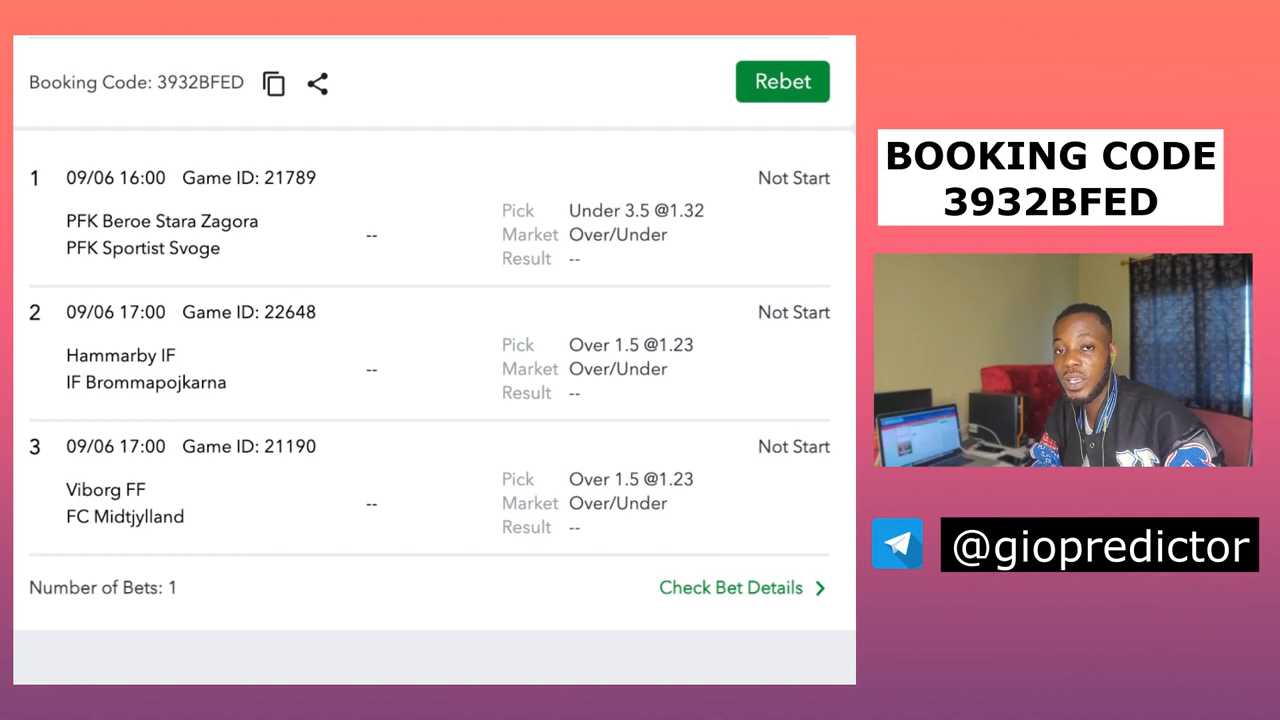 Booking Code: 3932BFED
Rebet
1 09/06 16:00 Game ID: 21789 Not Start
PFK Beroe Stara Zagora
PFK Sportist Svoge
--
Pick Under 3.5 @1.32
Market Over/Under
Result --
2 09/06 17:00 Game ID: 22648 Not Start
Hammarby IF
IF Brommapojkarna
--
Pick Over 1.5 @1.23
Market Over/Under
Result --
3 09/06 17:00 Game ID: 21190 Not Start
Viborg FF
FC Midtjylland
--
Pick Over 1.5 @1.23
Market Over/Under
Result --
Number of Bets: 1
Check Bet Details
BOOKING CODE
3932BFED
@giopredictor